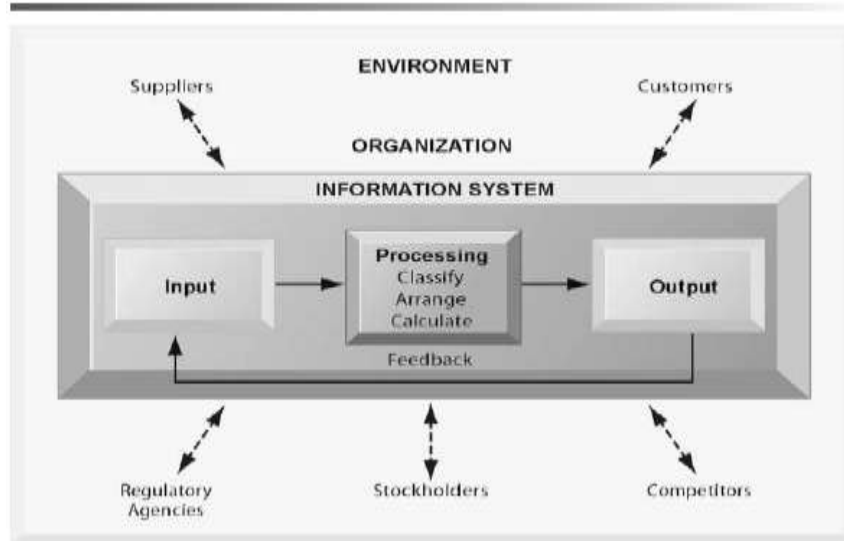 ENVIRONMENT
Suppliers
Customers
ORGANIZATION
INFORMATION SYSTEM
Input
Processing
Classify
Arrange
Calculate
Output
Feedback
Regulatory
Agencies
Stockholders
Competitors